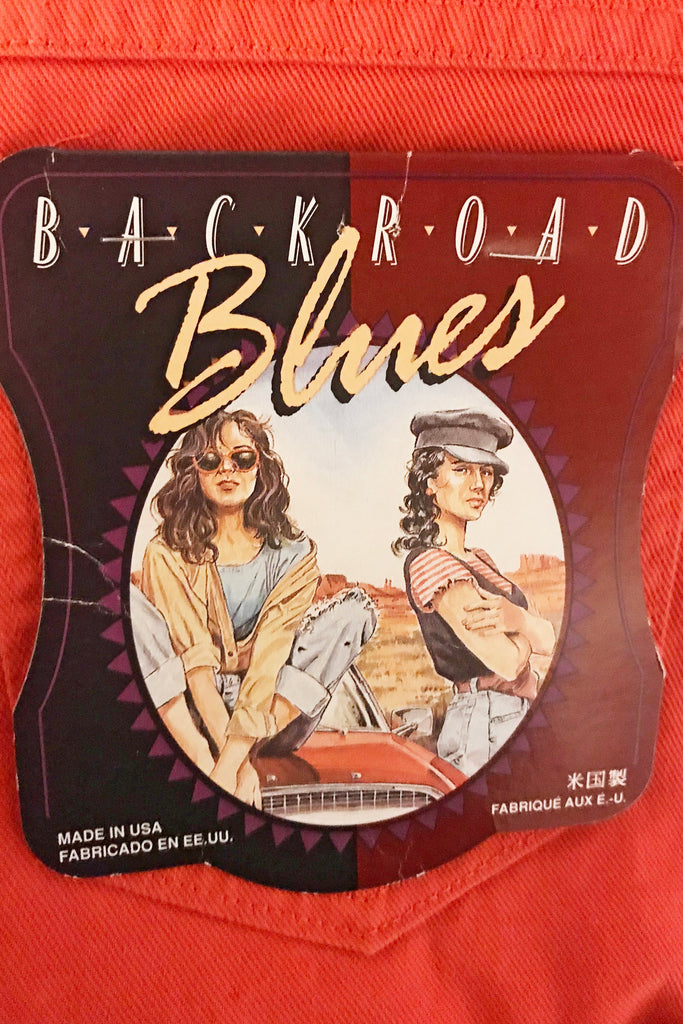 B·A·C·K·R·O·A·D
Blues
MADE IN USA
FABRICADO EN EE.UU.
米国製
FABRIQUÉ AUX É.-U.